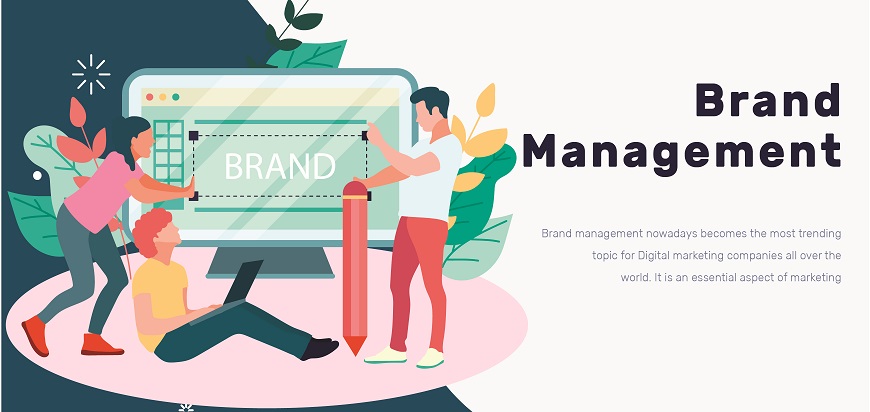 BRAND
Brand
Management
Brand management nowadays becomes the most trending
topic for Digital marketing companies all over the
world. It is an essential aspect of marketing